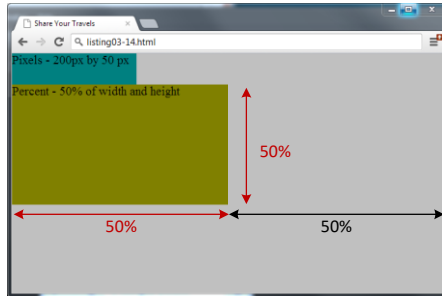 Share Your Travels
listing03-14.html
Pixels - 200px by 50 px
Percent - 50% of width and height
50%
50%
50%